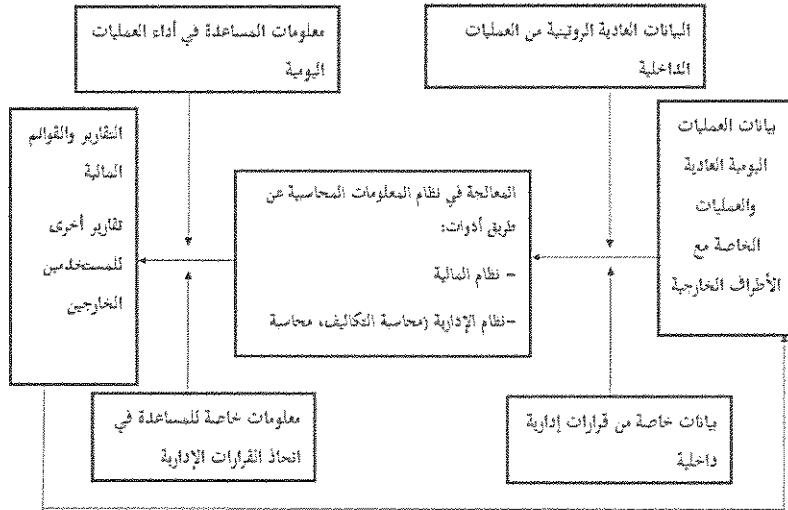 البيانات العادية الروتينية من العمليات
الداخلية
معلومات المساعدة في أداء العمليات
اليومية
بيانات العمليات
اليومية العادية
والعمليات
الخاصة مع
الأطراف الخارجية
المعالجة في نظام المعلومات المحاسبية عن
طريق أدوات:
- نظام المالية
-نظام الإدارية (محاسبة التكاليف، محاسبة
التقارير والقوائم
المالية
تقارير أخرى
للمستخدمين
الخارجين
بيانات خاصة من قرارات إدارية
داخلية
معلومات خاصة للمساعدة في
اتخاذ القرارات الإدارية